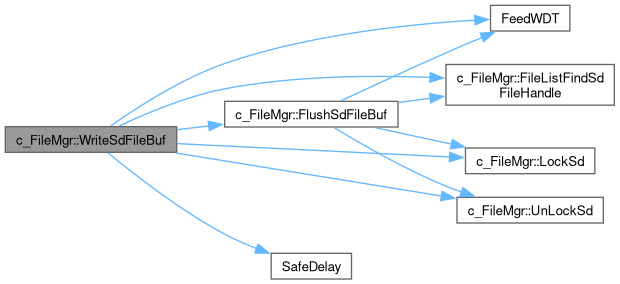 FeedWDT
c_FileMgr::FileListFindSd
FileHandle
c_FileMgr::FlushSdFileBuf
c_FileMgr::WriteSdFileBuf
c_FileMgr::LockSd
c_FileMgr::UnLockSd
SafeDelay